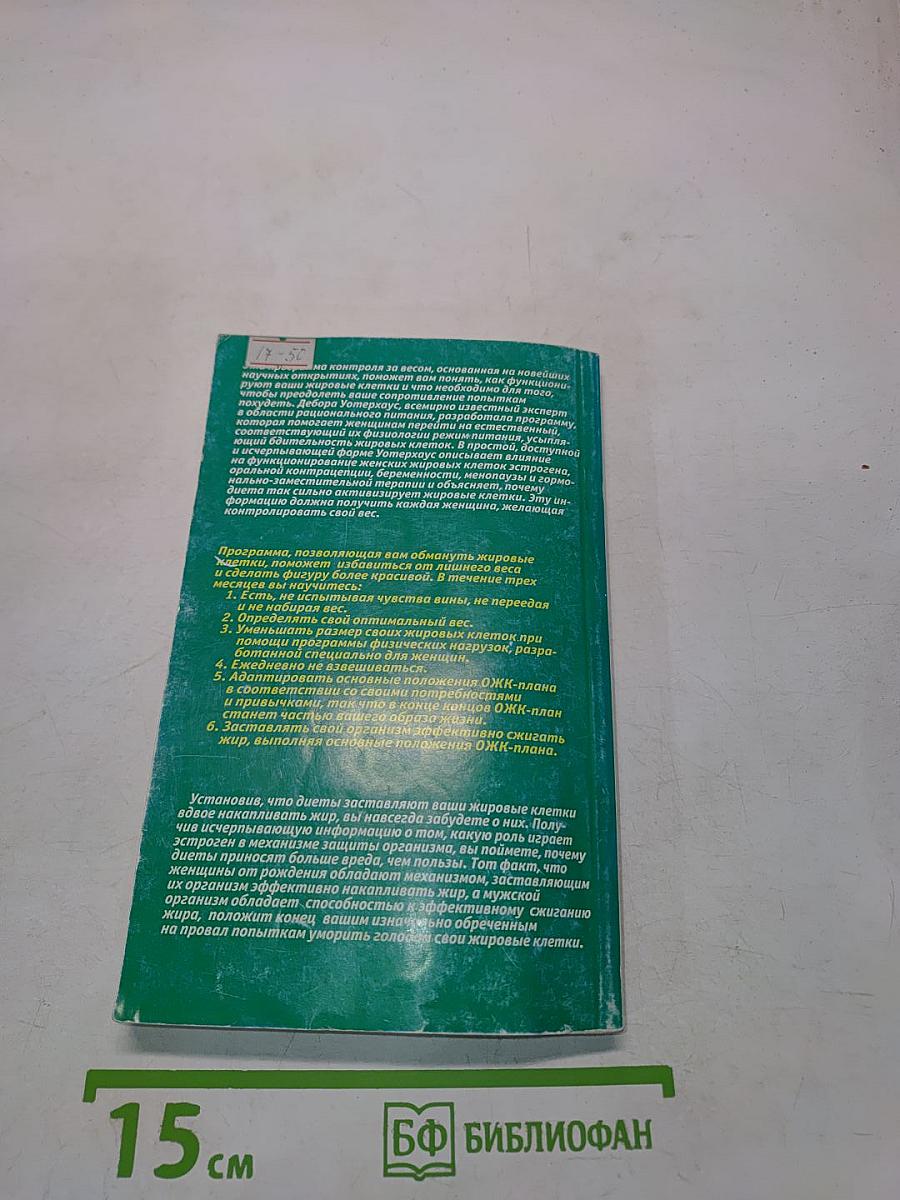 17-50
ма контроля за весом, основанная на новейших
научных открытиях, поможет вам понять, как функциони-
руют ваши жировые клетки и что необходимо для того,
чтобы преодолеть ваше сопротивление попыткам
похудеть. Дебора Уотерхаус, всемирно известный эксперт
в области рационального питания, разработала программу,
которая помогает женщинам перейти на естественный,
соответствующий их физиологии режим питания, усыпля-
ющий бдительность жировых клеток. В простой, доступной
и исчерпывающей форме Уотерхаус описывает влияние
на функционирование женских жировых клеток эстрогена,
оральной контрацепции, беременности, менопаузы и гормо-
нально-заместительной терапии и объясняет, почему
диета так сильно активизирует жировые клетки. Эту ин-
формацию должна получить каждая женщина, желающая
контролировать свой вес.
Программа, позволяющая вам обмануть жировые
клетки, поможет избавиться от лишнего веса
и сделать фигуру более красивой. В течение трех
месяцев вы научитесь:
1. Есть, не испытывая чувства вины, не переедая
и не набирая вес.
2. Определять свой оптимальный вес.
3. Уменьшать размер своих жировых клеток при
помощи программы физических нагрузок, разра-
ботанной специально для женщин.
4. Ежедневно не взвешиваться.
5. Адаптировать основные положения ОЖК-плана
в соответствии со своими потребностями
и привычками, так что в конце концов ОЖК-план
станет частью вашего образа жизни.
6. Заставлять свой организм эффективно сжигать
жир, выполняя основные положения ОЖК-плана.
Установив, что диеты заставляют ваши жировые клетки
вдвое накапливать жир, вы навсегда забудете о них. Полу-
чив исчерпывающую информацию о том, какую роль играет
эстроген в механизме защиты организма, вы поймете, почему
диеты приносят больше вреда, чем пользы. Тот факт, что
женщины от рождения обладают механизмом, заставляющим
их организм эффективно накапливать жир, а мужской
организм обладает способностью к эффективному сжиганию
жира, положит конец вашим изначально обреченным
на провал попыткам уморить голодом свои жировые клетки.
15 см
БФ БИБЛИОФАН